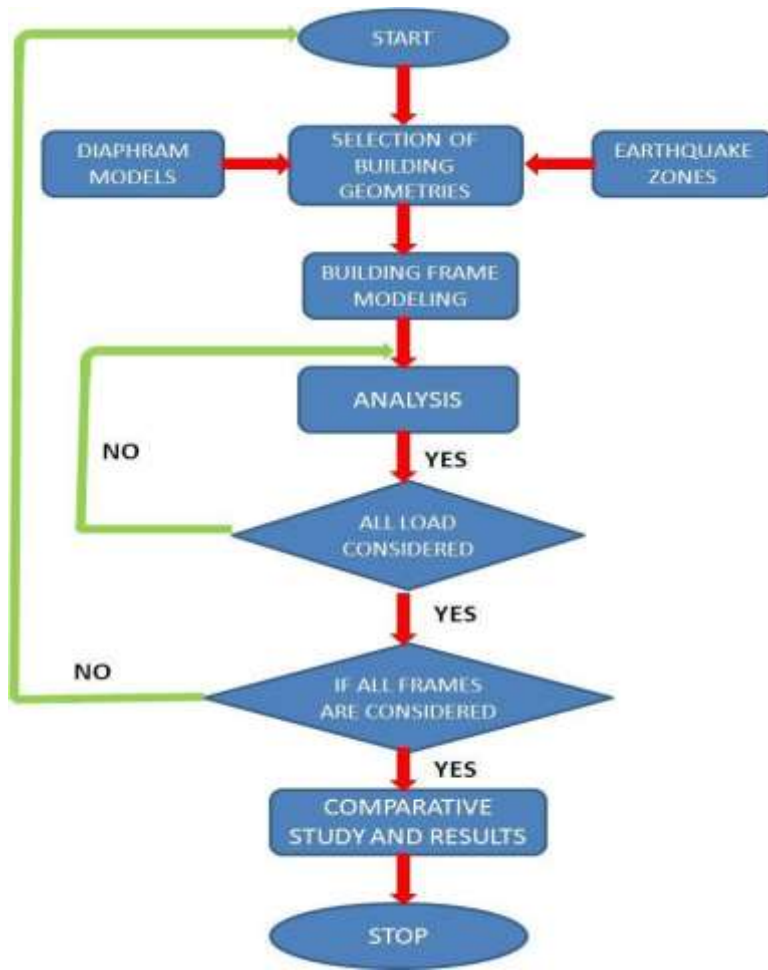 START
DIAPHRAM
MODELS
SELECTION OF
BUILDING
GEOMETRIES
EARTHQUAKE
ZONES
BUILDING FRAME
MODELING
ANALYSIS
NO
YES
ALL LOAD
CONSIDERED
YES
NO
IF ALL FRAMES
ARE CONSIDERED
YES
COMPARATIVE
STUDY AND RESULTS
STOP